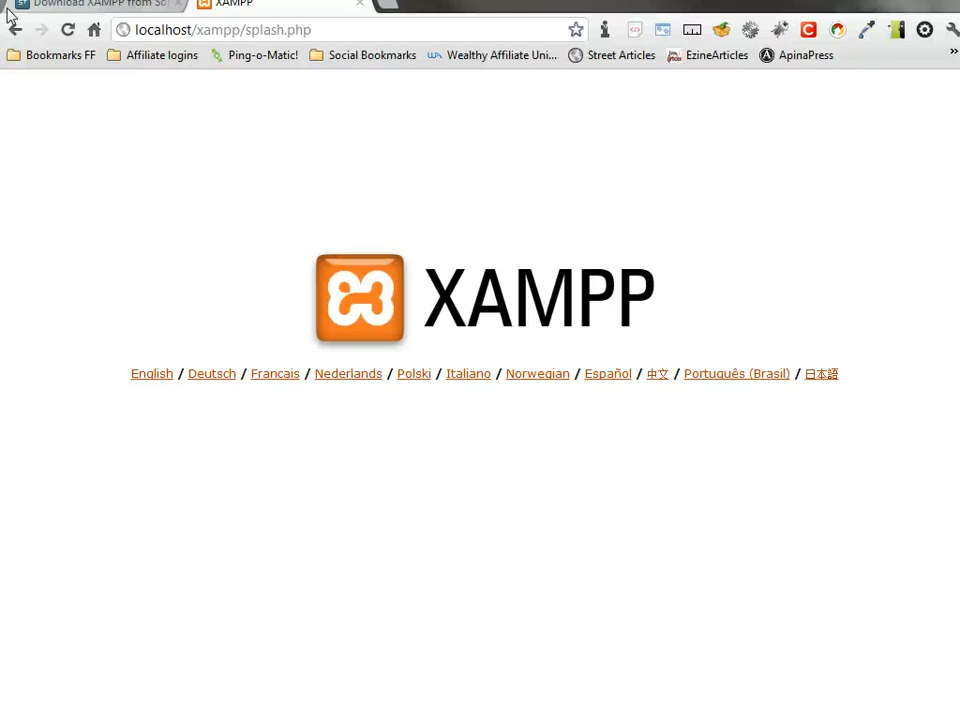 Download XAMPP from XAMPP
localhost/xampp/splash.php
Bookmarks FF Affiliate logins Ping-o-Matic! Social Bookmarks Wealthy Affiliate Uni... Street Articles EzineArticles ApinaPress »
XAMPP
English / Deutsch / Francais / Nederlands / Polski / Italiano / Norwegian / Español / 中文 / Português (Brasil) / 日本語